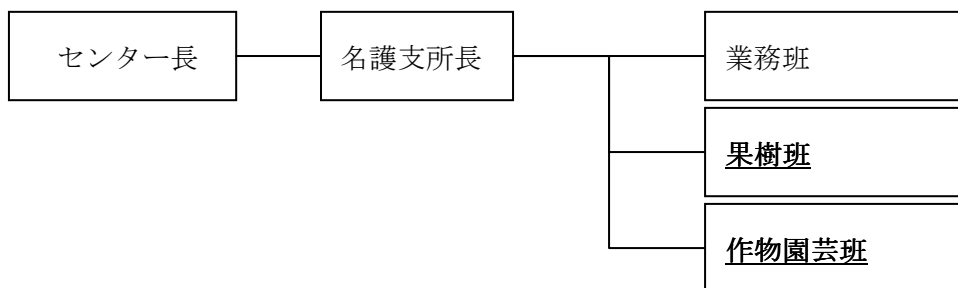 センター長
名護支所長
業務班
果樹班
作物園芸班